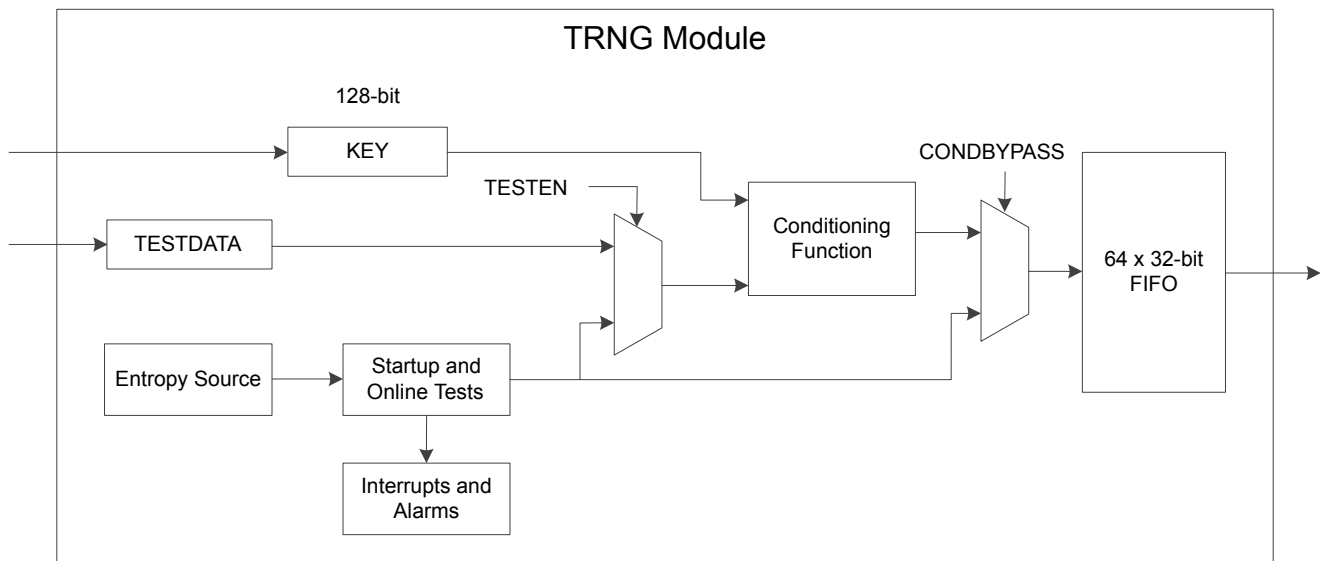 TRNG Module
128-bit
KEY
CONDBYPASS
TESTEN
TESTDATA
Conditioning
Function
64 x 32-bit
FIFO
Entropy Source
Startup and
Online Tests
Interrupts and
Alarms